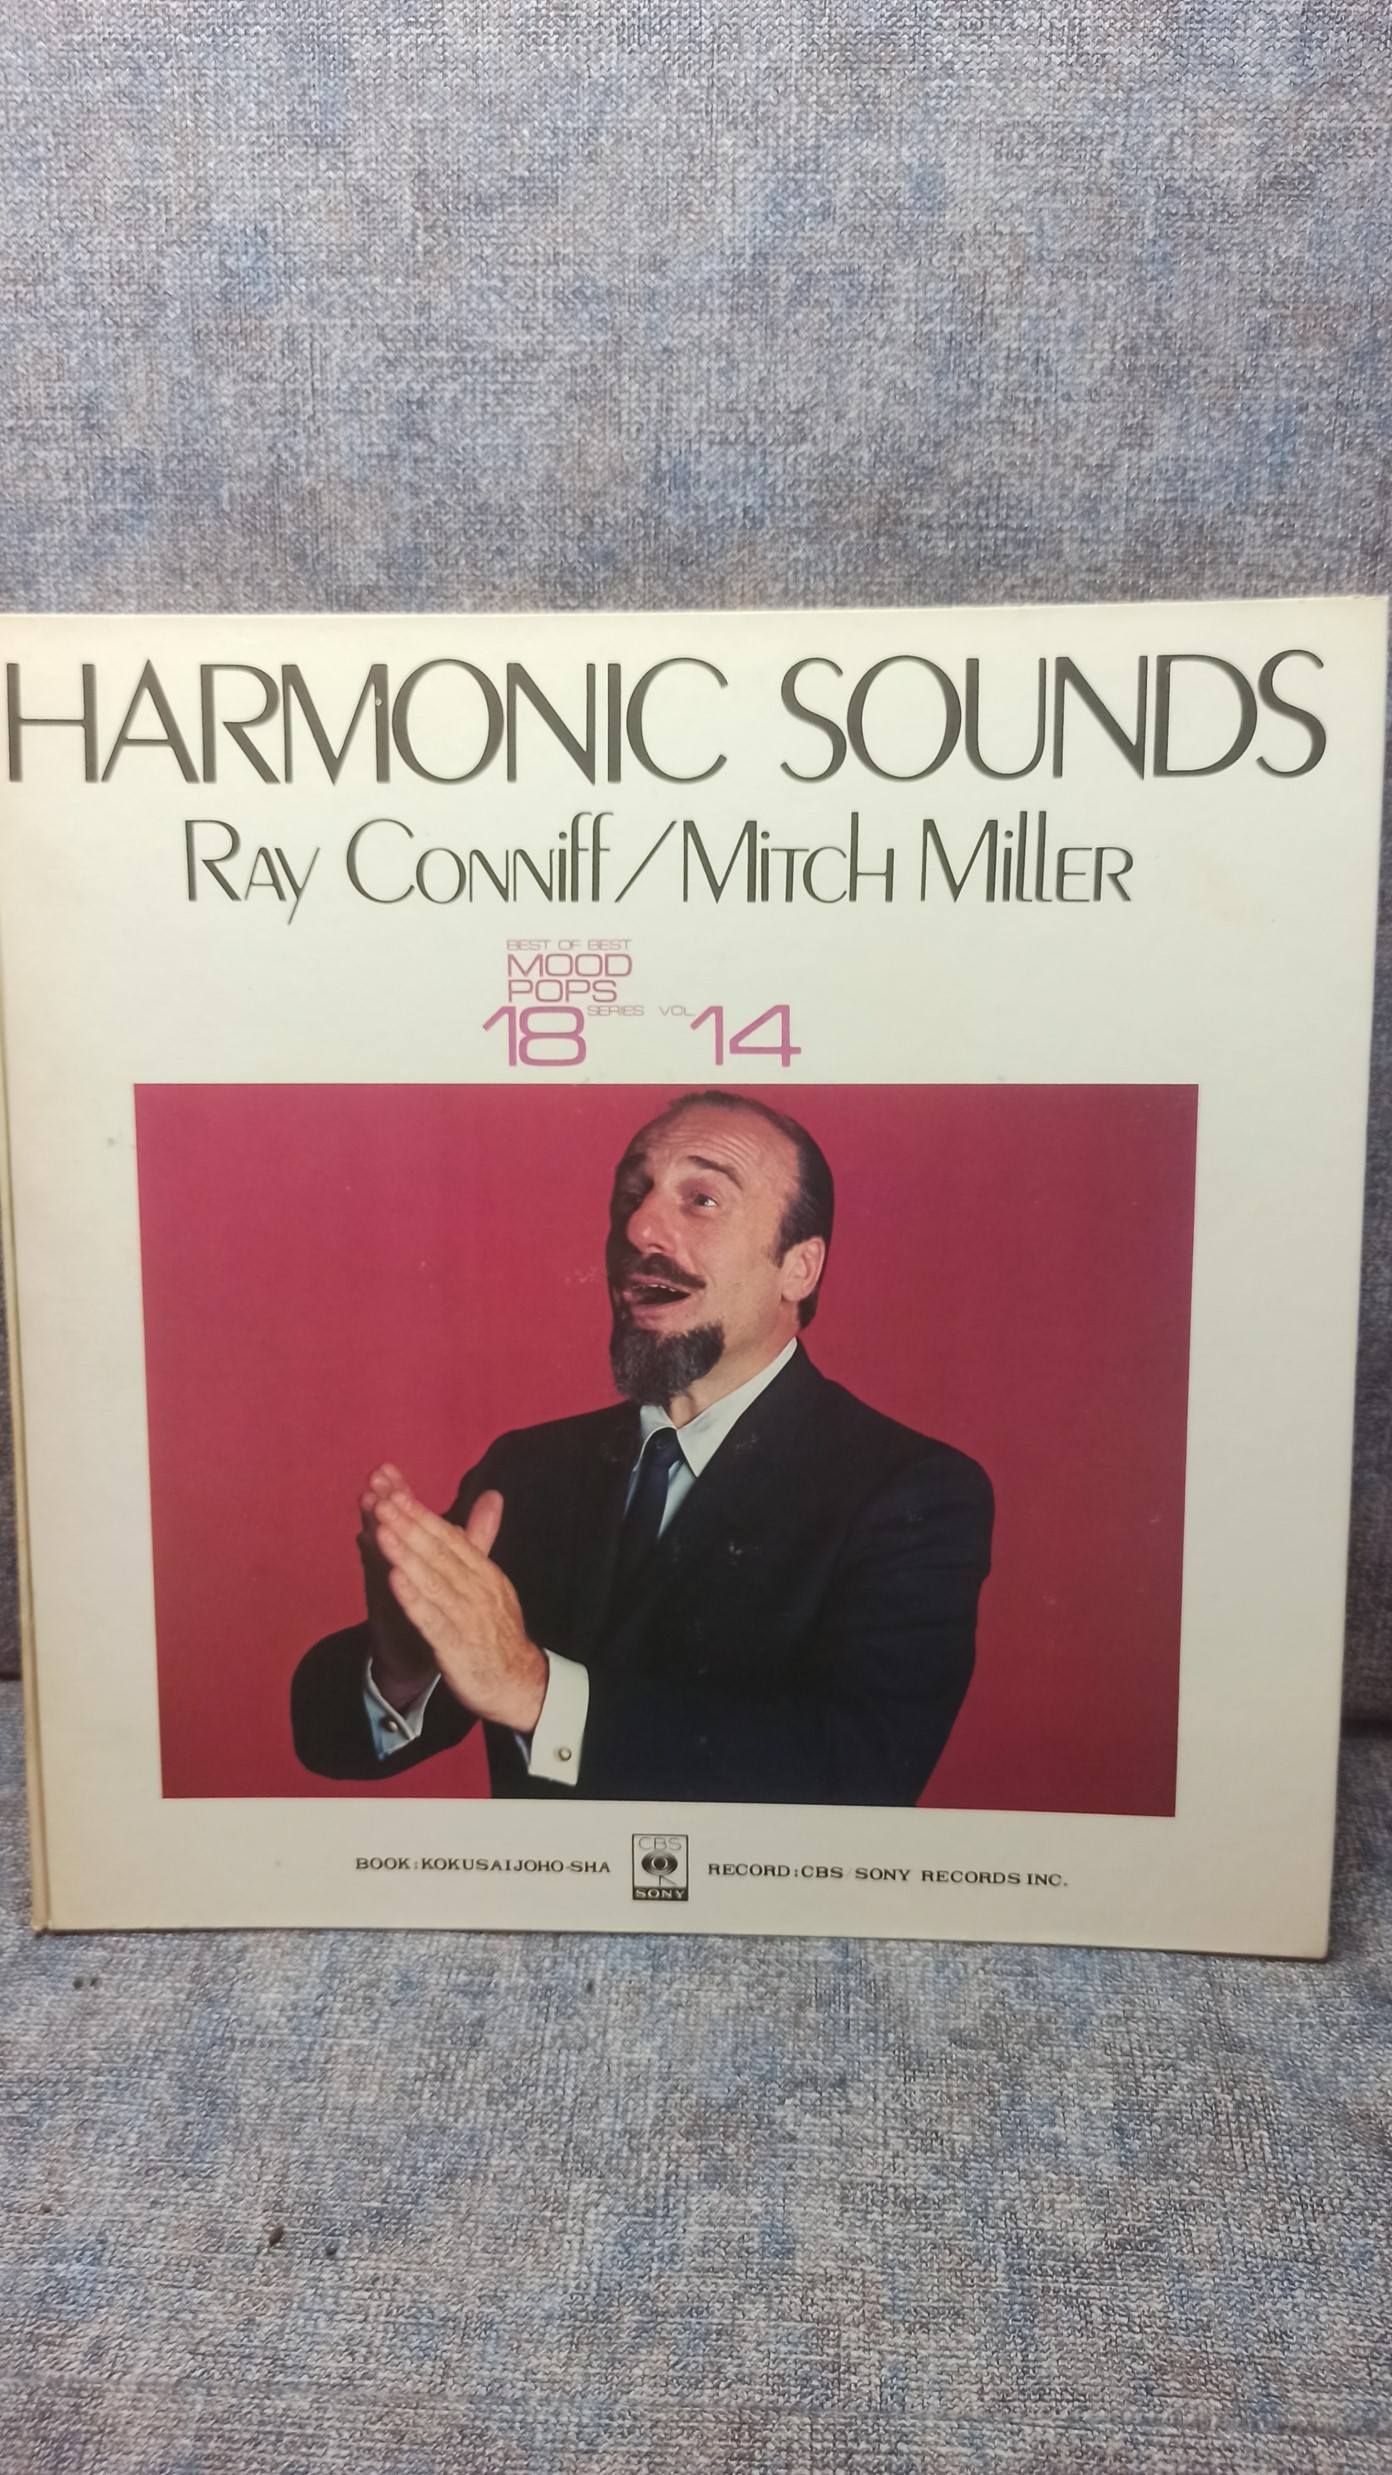 HARMONIC SOUNDS
RAY CONNiff/MiTCH MillER
BEST OF BEST
MOOD
POPS
18 SERIES VOL. 14
BOOK:KOKUSAIJOHO-SHA
CBS
SONY
RECORD:CBS/SONY RECORDS INC.